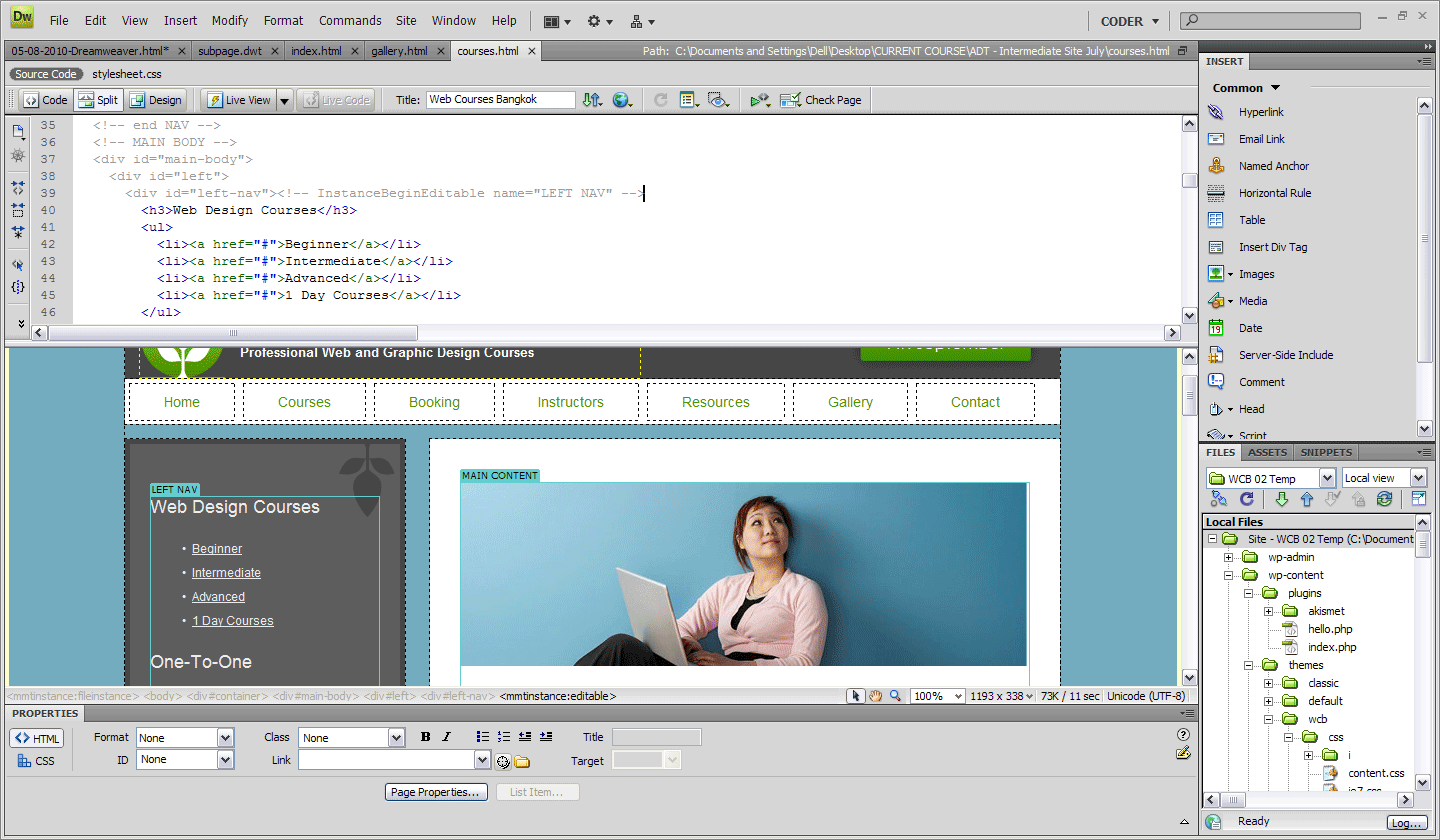 Dw File Edit View Insert Modify Format Commands Site Window Help CODER
05-08-2010-Dreamweaver.html* subpage.dwt index.html gallery.html courses.html Path: C:\Documents and Settings\Dell\Desktop\CURRENT COURSE\ADT - Intermediate Site July\courses.html
Source Code stylesheet.css
Code Split Design Live View Live Code Title: Web Courses Bangkok Check Page
35 <!-- end NAV -->
36 <!-- MAIN BODY -->
37 <div id="main-body">
38 <div id="left">
39 <div id="left-nav"><!-- InstanceBeginEditable name="LEFT NAV" -->
40 <h3>Web Design Courses</h3>
41 <ul>
42 <li><a href="#">Beginner</a></li>
43 <li><a href="#">Intermediate</a></li>
44 <li><a href="#">Advanced</a></li>
45 <li><a href="#">1 Day Courses</a></li>
46 </ul>
Professional Web and Graphic Design Courses
Home Courses Booking Instructors Resources Gallery Contact
LEFT NAV
Web Design Courses
• Beginner
• Intermediate
• Advanced
• 1 Day Courses
One-To-One
MAIN CONTENT
<mmtinstance:fileinstance> <body> <div#container> <div#main-body> <div#left> <div#left-nav> <mmtinstance:editable> 100% 1193 x 338 73K / 11 sec Unicode (UTF-8)
PROPERTIES
HTML Format None Class None B I Title
CSS ID None Link Target
Page Properties... List Item...
INSERT
Common
Hyperlink
Email Link
Named Anchor
Horizontal Rule
Table
Insert Div Tag
Images
Media
19 Date
Server-Side Include
Comment
Head
Script
FILES ASSETS SNIPPETS
WCB 02 Temp Local view
Local Files
Site - WCB 02 Temp (C:\Document
wp-admin
wp-content
plugins
akismet
hello.php
index.php
themes
classic
default
wcb
css
i
content.css
ie7.css
Ready Log...